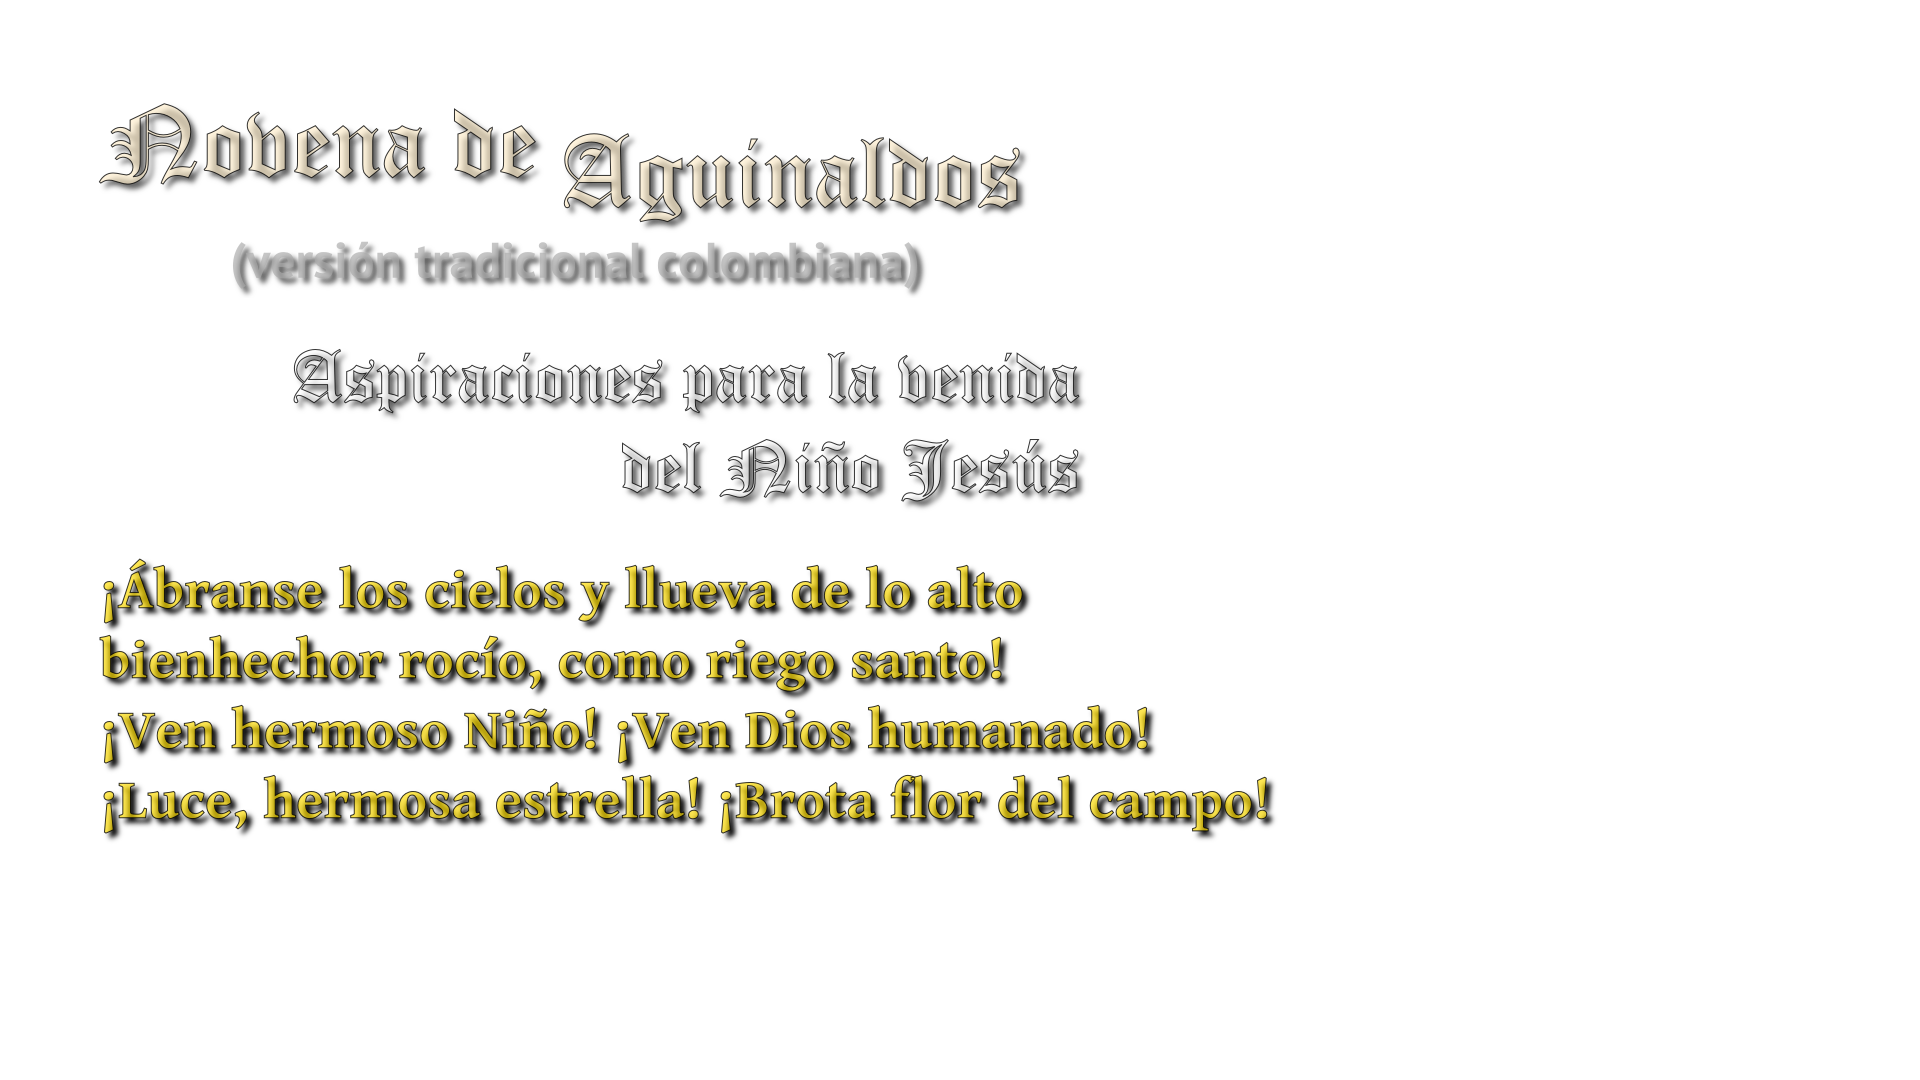 Novena de Aguinaldos
(versión tradicional colombiana)
Aspiraciones para la venida
del Niño Jesús
¡Ábranse los cielos y llueva de lo alto
bienhechor rocío, como riego santo!
¡Ven hermoso Niño! ¡Ven Dios humanado!
¡Luce, hermosa estrella! ¡Brota flor del campo!